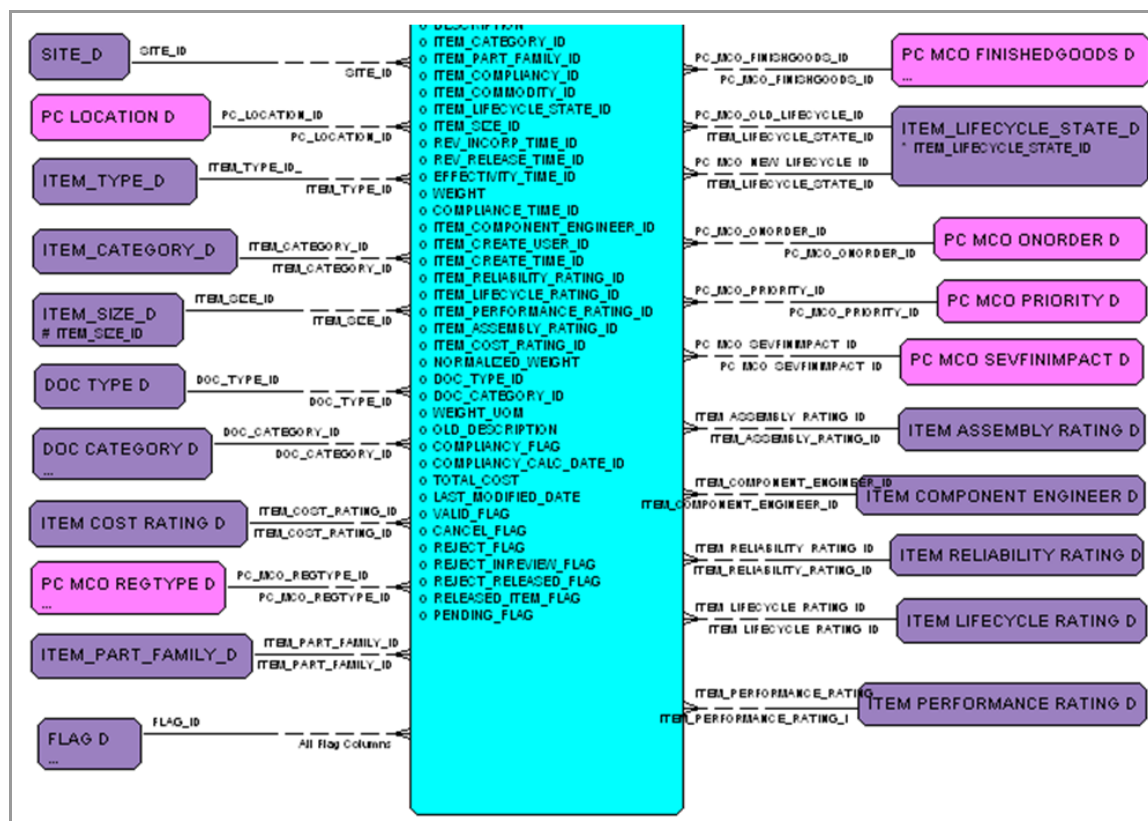 SITE_D
SITE_ID
SITE_ID
PC LOCATION D
PC_LOCATION_ID
PC_LOCATION_ID
ITEM_TYPE_D
ITEM_TYPE_ID_
ITEM_TYPE_ID
ITEM_CATEGORY_D
ITEM_CATEGORY_ID
ITEM_CATEGORY_ID
ITEM_SIZE_D
# ITEM_SIZE_ID
ITEM_SIZE_ID
ITEM_SIZE_ID
DOC TYPE D
DOC_TYPE_ID
DOC_TYPE_ID
DOC CATEGORY D
...
DOC_CATEGORY_ID
DOC_CATEGORY_ID
ITEM COST RATING D
ITEM_COST_RATING_ID
ITEM_COST_RATING_ID
PC MCO REGTYPE D
...
PC_MCO_REGTYPE_ID
PC_MCO_REGTYPE_ID
ITEM_PART_FAMILY_D
ITEM_PART_FAMILY_ID
ITEM_PART_FAMILY_ID
FLAG D
...
FLAG_ID
All Flag Columns
o DESCRIPTION
o ITEM_CATEGORY_ID
o ITEM_PART_FAMILY_ID
o ITEM_COMPLIANCY_ID
o ITEM_COMMODITY_ID
o ITEM_LIFECYCLE_STATE_ID
o ITEM_SIZE_ID
o REV_INCORP_TIME_ID
o REV_RELEASE_TIME_ID
o EFFECTIVITY_TIME_ID
o WEIGHT
o COMPLIANCE_TIME_ID
o ITEM_COMPONENT_ENGINEER_ID
o ITEM_CREATE_USER_ID
o ITEM_CREATE_TIME_ID
o ITEM_RELIABILITY_RATING_ID
o ITEM_LIFECYCLE_RATING_ID
o ITEM_PERFORMANCE_RATING_ID
o ITEM_ASSEMBLY_RATING_ID
o ITEM_COST_RATING_ID
o NORMALIZED_WEIGHT
o DOC_TYPE_ID
o DOC_CATEGORY_ID
o WEIGHT_UOM
o OLD_DESCRIPTION
o COMPLIANCY_FLAG
o COMPLIANCY_CALC_DATE_ID
o TOTAL_COST
o LAST_MODIFIED_DATE
o VALID_FLAG
o CANCEL_FLAG
o REJECT_FLAG
o REJECT_INREVIEW_FLAG
o REJECT_RELEASED_FLAG
o RELEASED_ITEM_FLAG
o PENDING_FLAG
PC_MCO_FINISHGOODS_ID
PC_MCO_FINISHGOODS_ID
PC MCO FINISHEDGOODS D
...
PC_MCO_OLD_LIFECYCLE_ID
ITEM_LIFECYCLE_STATE_ID
PC_MCO_NEW_LIFECYCLE_ID
ITEM_LIFECYCLE_STATE_ID
ITEM_LIFECYCLE_STATE_D
* ITEM_LIFECYCLE_STATE_ID
PC_MCO_ONORDER_ID
PC_MCO_ONORDER_ID
PC MCO ONORDER D
PC_MCO_PRIORITY_ID
PC_MCO_PRIORITY_ID
PC MCO PRIORITY D
PC_MCO_SEVFINIMPACT_ID
PC_MCO_SEVFINIMPACT_ID
PC MCO SEVFINIMPACT D
ITEM_ASSEMBLY_RATING_ID
ITEM_ASSEMBLY_RATING_ID
ITEM ASSEMBLY RATING D
ITEM_COMPONENT_ENGINEER_ID
ITEM_COMPONENT_ENGINEER_ID
ITEM COMPONENT ENGINEER D
ITEM_RELIABILITY_RATING_ID
ITEM_RELIABILITY_RATING_ID
ITEM RELIABILITY RATING D
ITEM_LIFECYCLE_RATING_ID
ITEM_LIFECYCLE_RATING_ID
ITEM LIFECYCLE RATING D
ITEM_PERFORMANCE_RATING
ITEM_PERFORMANCE_RATING_I
ITEM PERFORMANCE RATING D